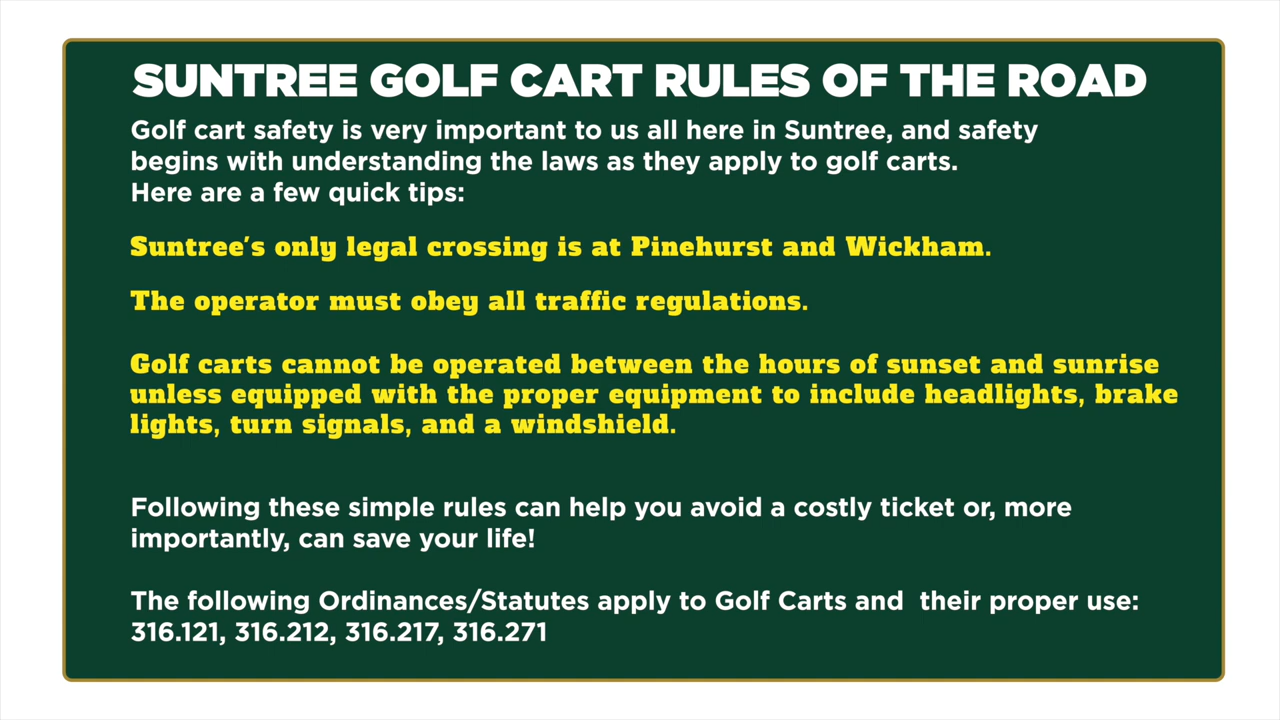 SUNTREE GOLF CART RULES OF THE ROAD
Golf cart safety is very important to us all here in Suntree, and safety
begins with understanding the laws as they apply to golf carts.
Here are a few quick tips:
Suntree's only legal crossing is at Pinehurst and Wickham.
The operator must obey all traffic regulations.
Golf carts cannot be operated between the hours of sunset and sunrise
unless equipped with the proper equipment to include headlights, brake
lights, turn signals, and a windshield.
Following these simple rules can help you avoid a costly ticket or, more
importantly, can save your life!
The following Ordinances/Statutes apply to Golf Carts and  their proper use:
316.121, 316.212, 316.217, 316.271